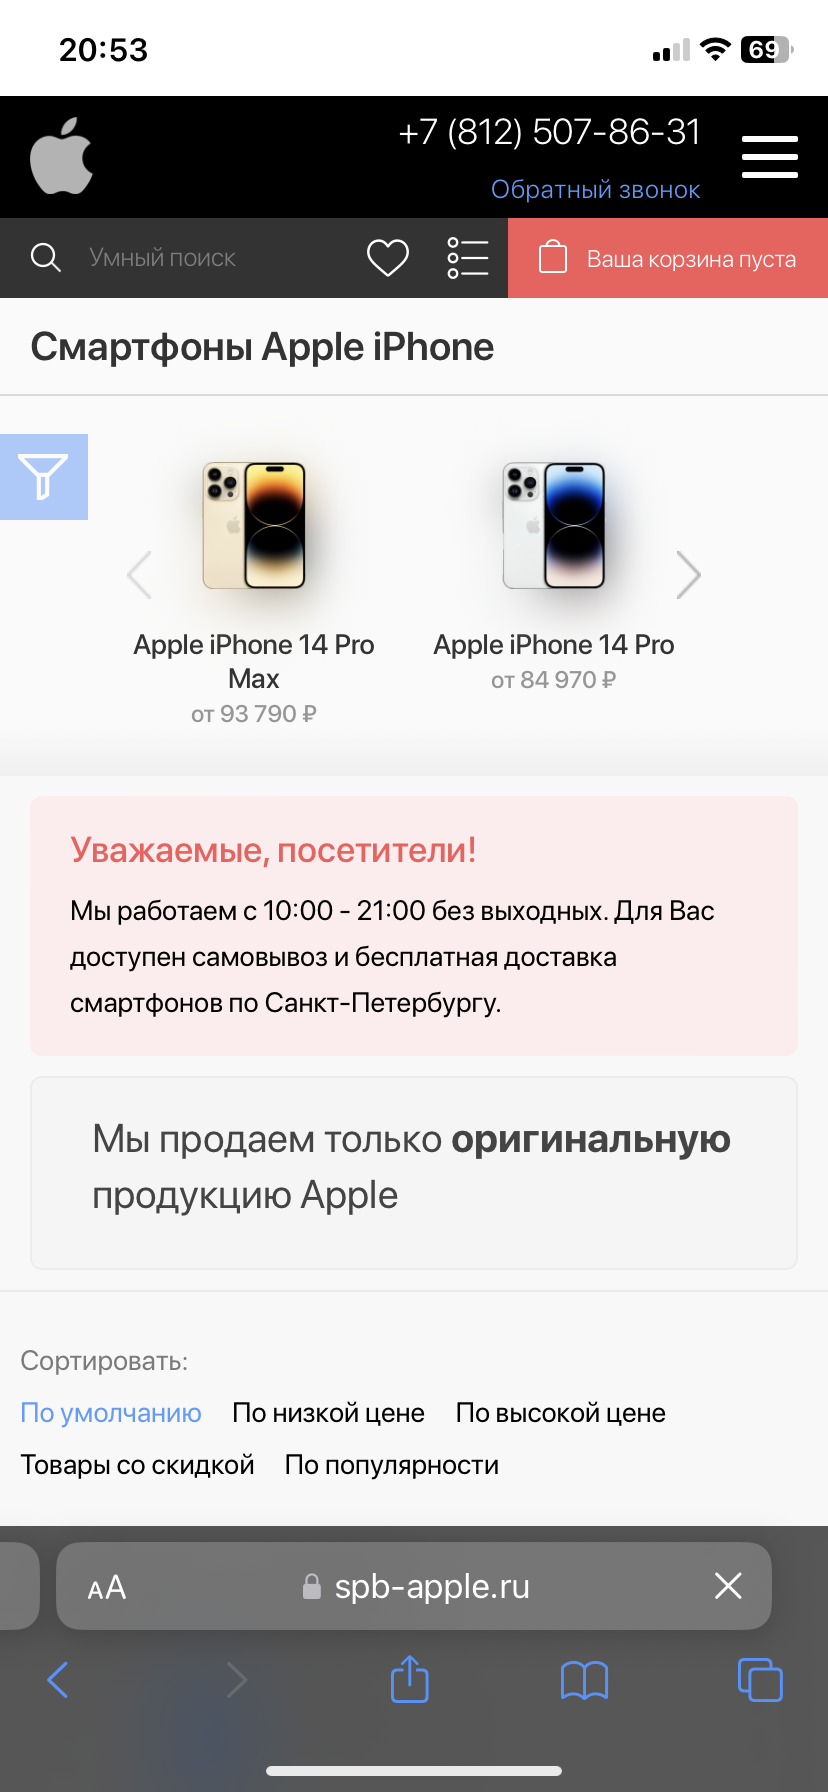 20:53
69
+7 (812) 507-86-31
Обратный звонок
Умный поиск
Ваша корзина пуста
Смартфоны Apple iPhone
Apple iPhone 14 Pro
Max
от 93 790 ₽
Apple iPhone 14 Pro
от 84 970 ₽
Уважаемые, посетители!
Мы работаем с 10:00 - 21:00 без выходных. Для Вас
доступен самовывоз и бесплатная доставка
смартфонов по Санкт-Петербургу.
Мы продаем только оригинальную
продукцию Apple
Сортировать:
По умолчанию По низкой цене По высокой цене
Товары со скидкой По популярности
AA spb-apple.ru